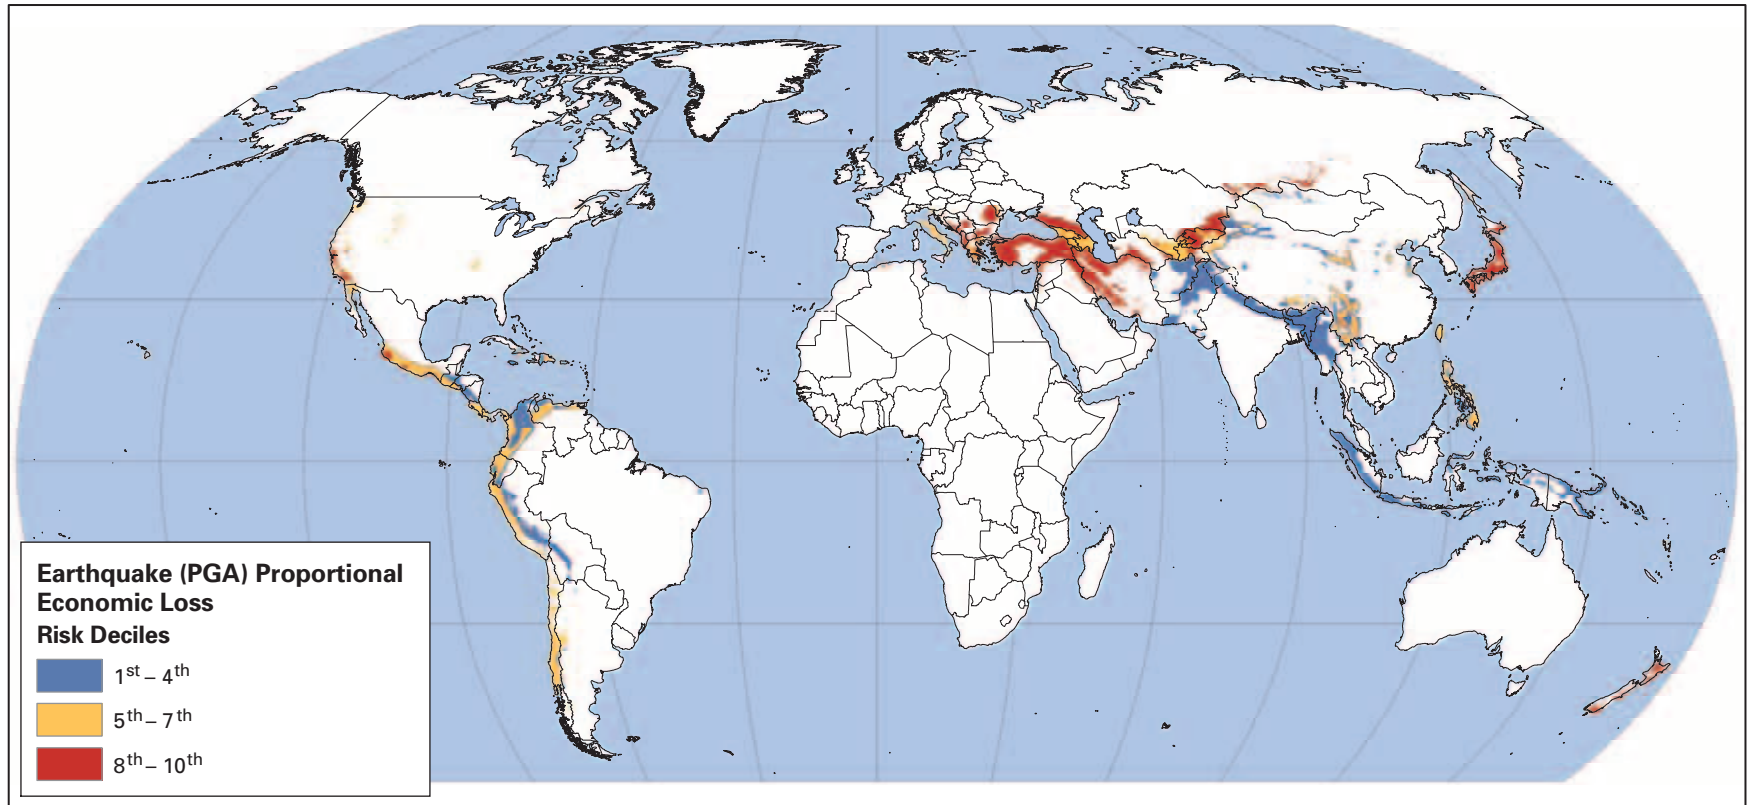 Earthquake (PGA) Proportional
Economic Loss
Risk Deciles
1st – 4th
5th – 7th
8th – 10th